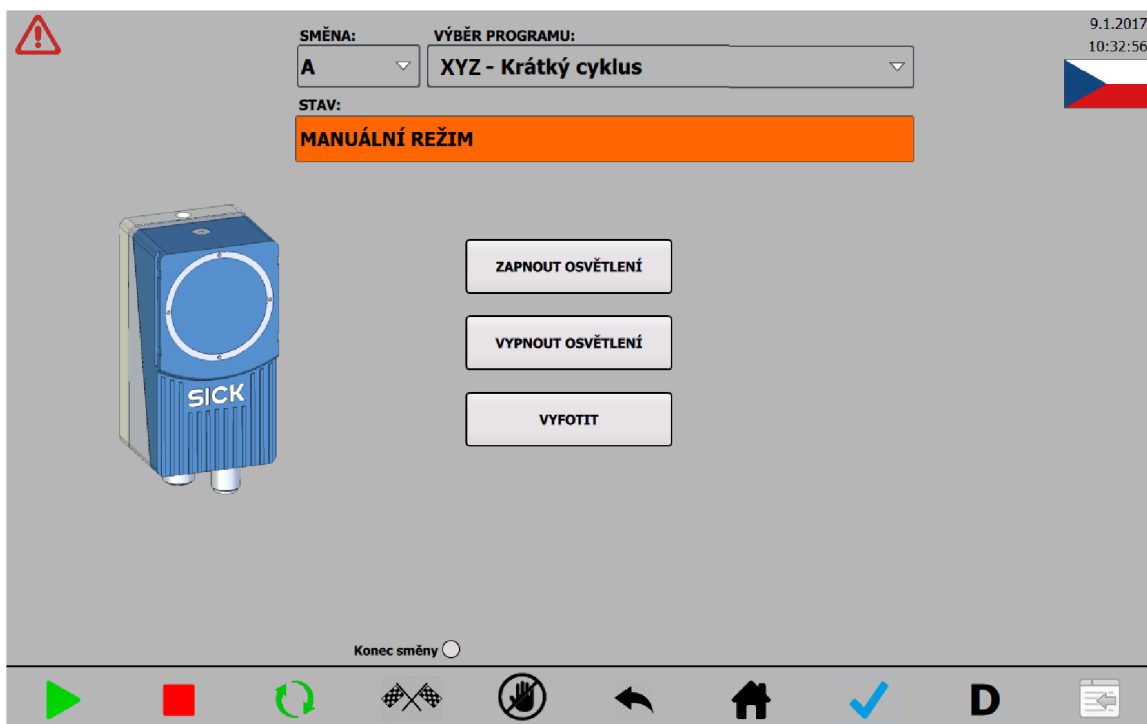 SMĚNA:
VÝBĚR PROGRAMU:
9.1.2017
10:32:56
A
XYZ - Krátký cyklus
STAV:
MANUÁLNÍ REŽIM
ZAPNOUT OSVĚTLENÍ
VYPNOUT OSVĚTLENÍ
SICK
VYFOTIT
Konec směny
D